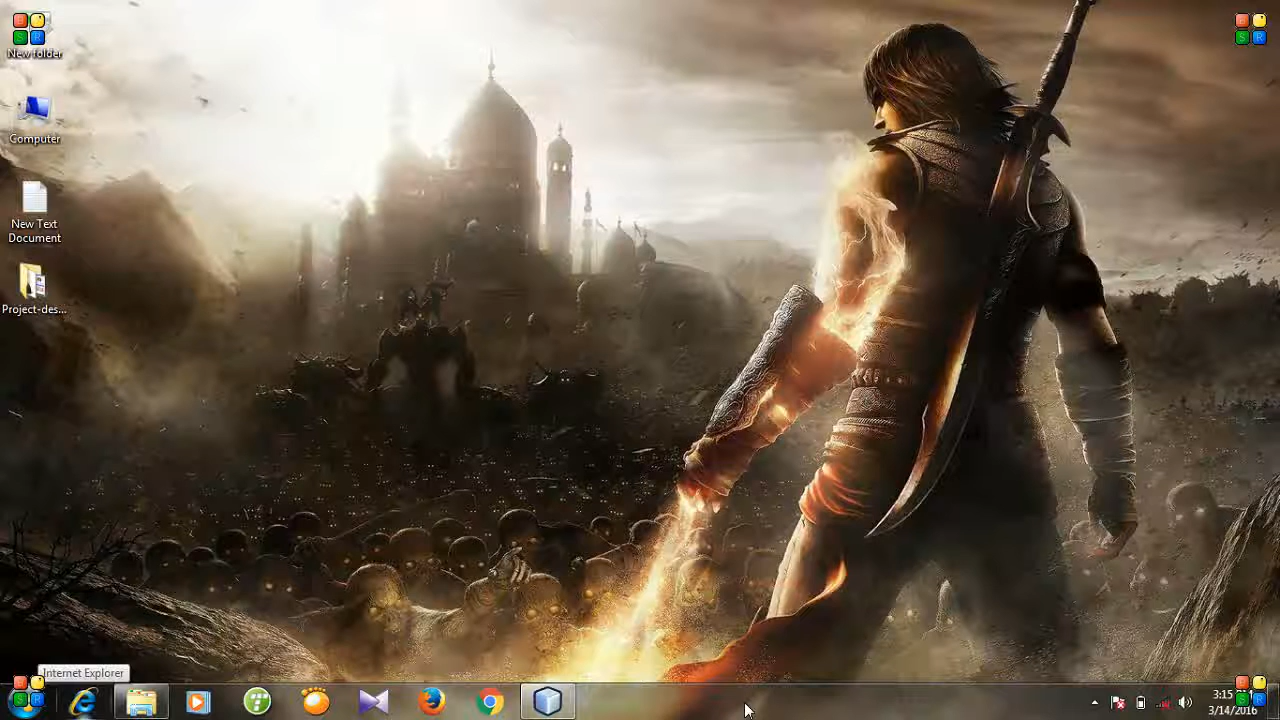 New folder
Computer
New Text
Document
Project-des...
Internet Explorer
3:15
3/14/2016